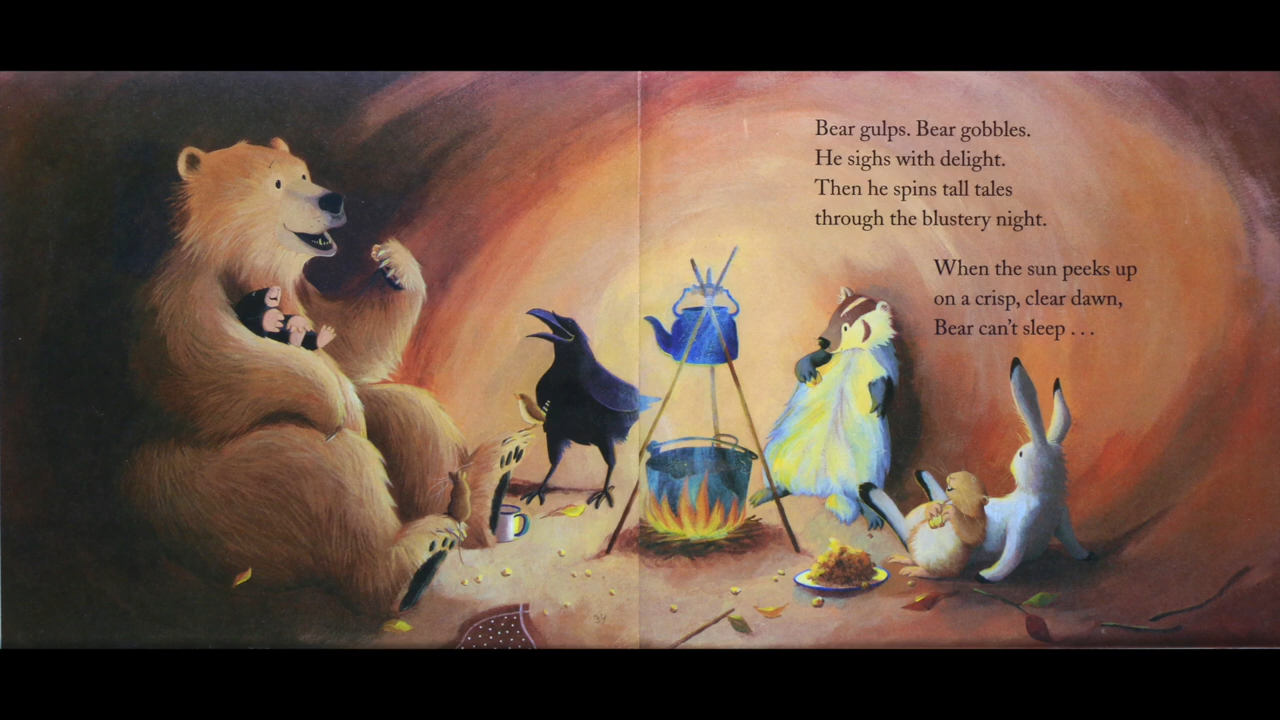 Bear gulps. Bear gobbles.
He sighs with delight.
Then he spins tall tales
through the blustery night.
When the sun peeks up
on a crisp, clear dawn,
Bear can't sleep . . .
34